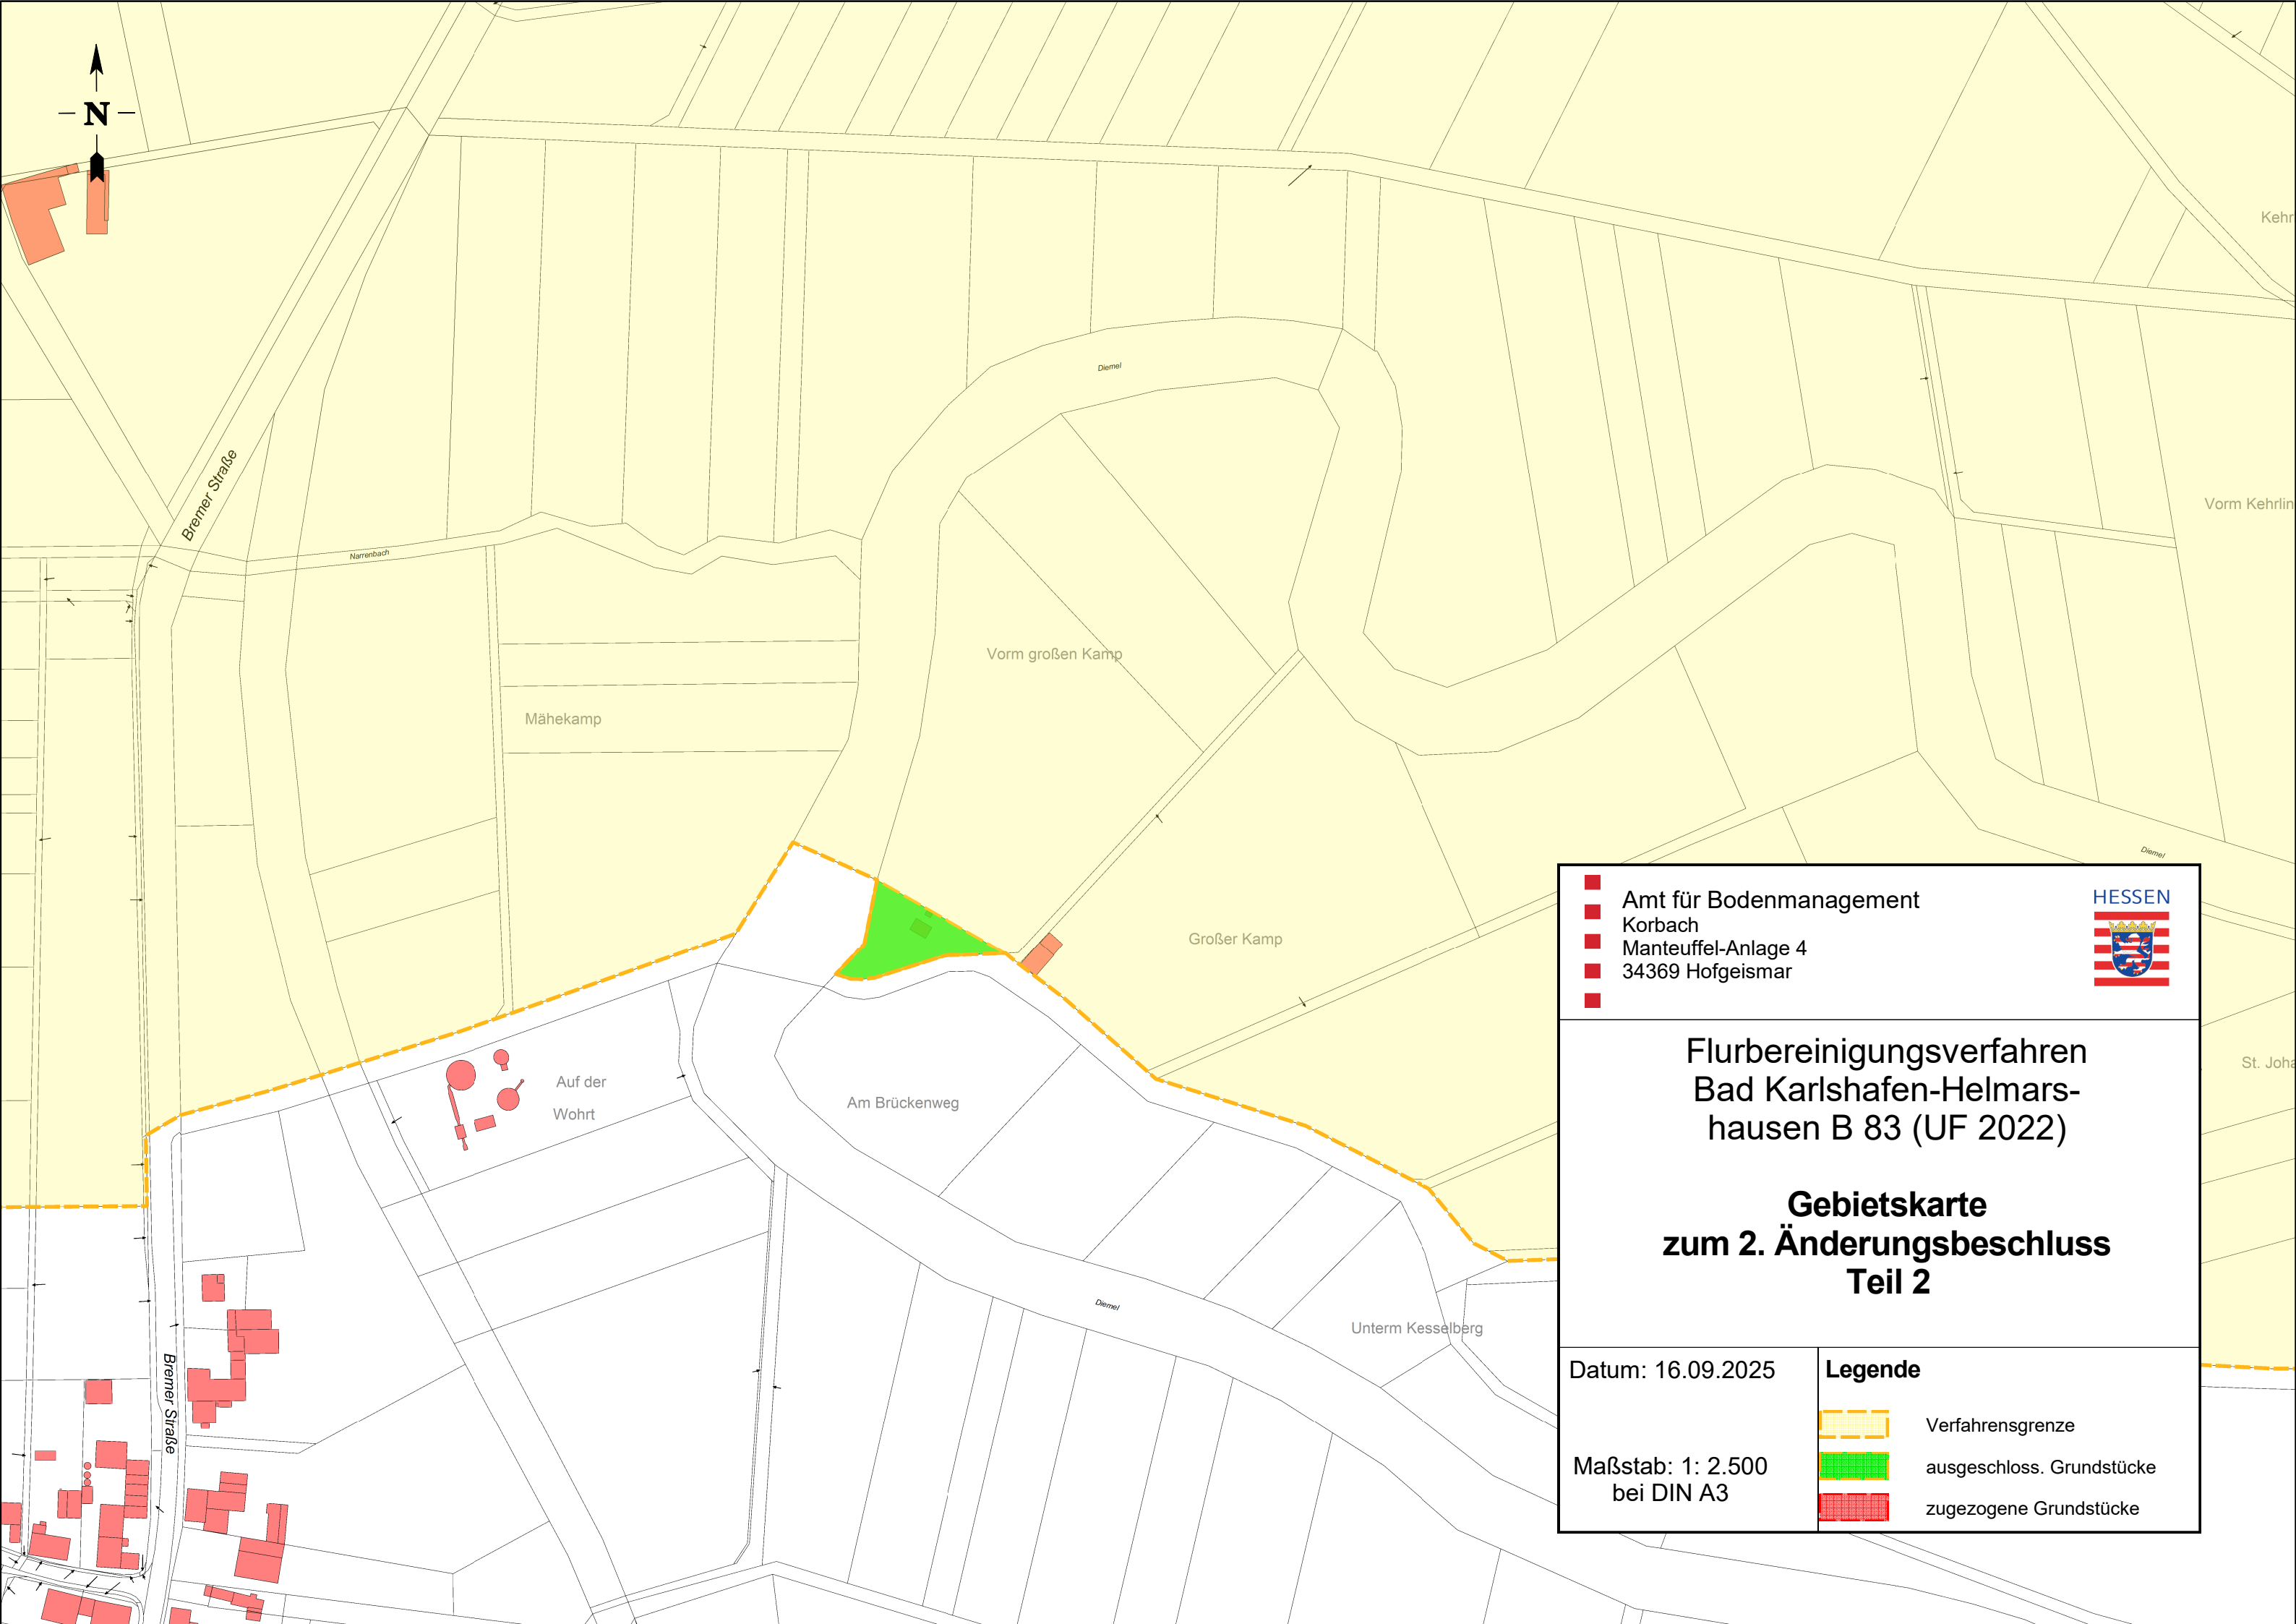 N
Kehr
Diemel
Bremer Straße
Vorm Kehrlin
Narrenbach
Vorm großen Kamp
Mähekamp
Diemel
Großer Kamp
St. Joha
Auf der
Wohrt
Am Brückenweg
Diemel
Unterm Kesselberg
Bremer Straße
Amt für Bodenmanagement
Korbach
Manteuffel-Anlage 4
34369 Hofgeismar
HESSEN
Flurbereinigungsverfahren
Bad Karlshafen-Helmars-
hausen B 83 (UF 2022)
Gebietskarte
zum 2. Änderungsbeschluss
Teil 2
Datum: 16.09.2025
Maßstab: 1: 2.500
bei DIN A3
Legende
Verfahrensgrenze
ausgeschloss. Grundstücke
zugezogene Grundstücke